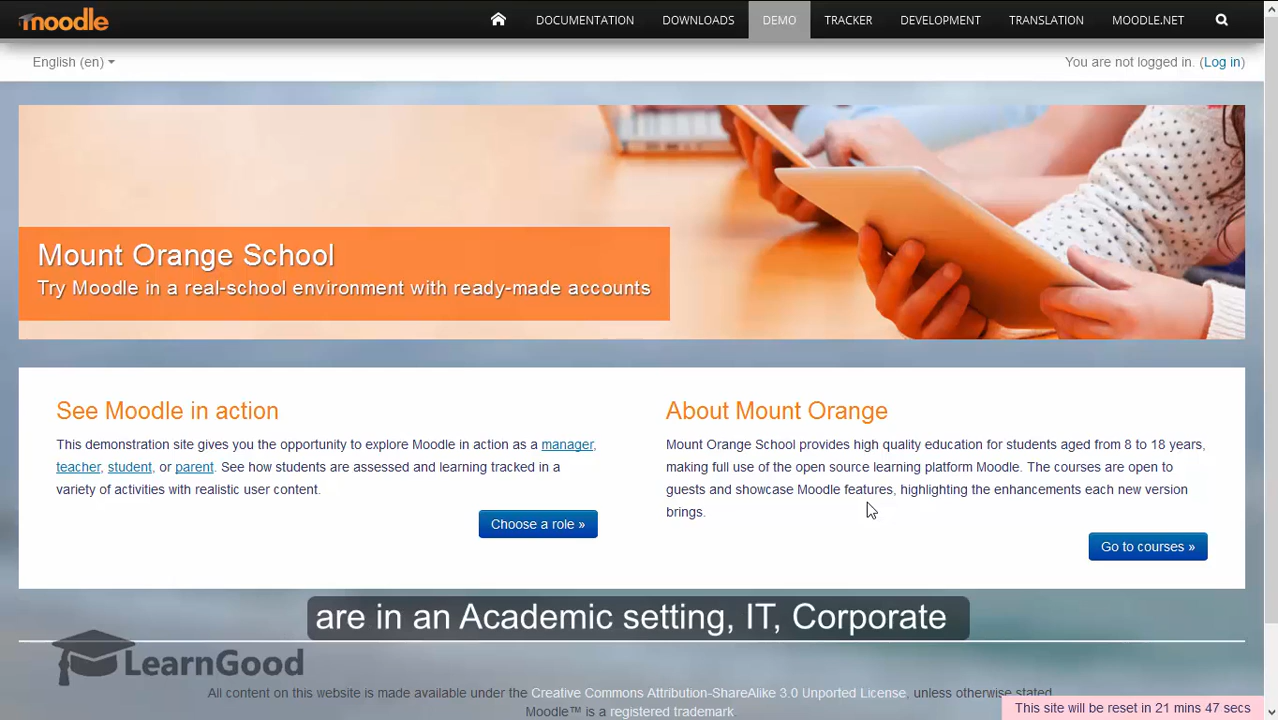 moodle
DOCUMENTATION DOWNLOADS DEMO TRACKER DEVELOPMENT TRANSLATION MOODLE.NET
English (en)
You are not logged in. (Log in)
Mount Orange School
Try Moodle in a real-school environment with ready-made accounts
See Moodle in action
This demonstration site gives you the opportunity to explore Moodle in action as a manager,
teacher, student, or parent. See how students are assessed and learning tracked in a
variety of activities with realistic user content.
Choose a role »
About Mount Orange
Mount Orange School provides high quality education for students aged from 8 to 18 years,
making full use of the open source learning platform Moodle. The courses are open to
guests and showcase Moodle features, highlighting the enhancements each new version
brings.
Go to courses »
are in an Academic setting, IT, Corporate
LearnGood
All content on this website is made available under the Creative Commons Attribution-ShareAlike 3.0 Unported License, unless otherwise stated.
Moodle™ is a registered trademark.
This site will be reset in 21 mins 47 secs